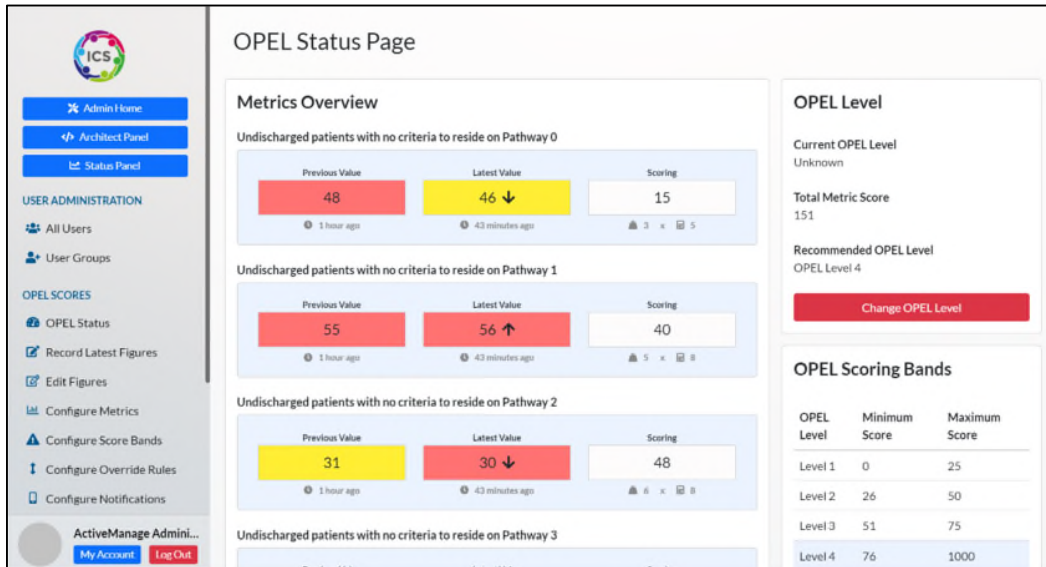 ICS
Admin Home
Architect Panel
Status Panel
USER ADMINISTRATION
All Users
User Groups
OPEL SCORES
OPEL Status
Record Latest Figures
Edit Figures
Configure Metrics
Configure Score Bands
Configure Override Rules
Configure Notifications
ActiveManage Admini...
My Account Log Out
OPEL Status Page
Metrics Overview
Undischarged patients with no criteria to reside on Pathway 0
Previous Value Latest Value Scoring
48 46 ↓ 15
1 hour ago 43 minutes ago 3 x 5
Undischarged patients with no criteria to reside on Pathway 1
Previous Value Latest Value Scoring
55 56 ↑ 40
1 hour ago 43 minutes ago 5 x 8
Undischarged patients with no criteria to reside on Pathway 2
Previous Value Latest Value Scoring
31 30 ↓ 48
1 hour ago 43 minutes ago 6 x 8
Undischarged patients with no criteria to reside on Pathway 3
OPEL Level
Current OPEL Level
Unknown
Total Metric Score
151
Recommended OPEL Level
OPEL Level 4
Change OPEL Level
OPEL Scoring Bands
OPEL Level Minimum Score Maximum Score
Level 1 0 25
Level 2 26 50
Level 3 51 75
Level 4 76 1000